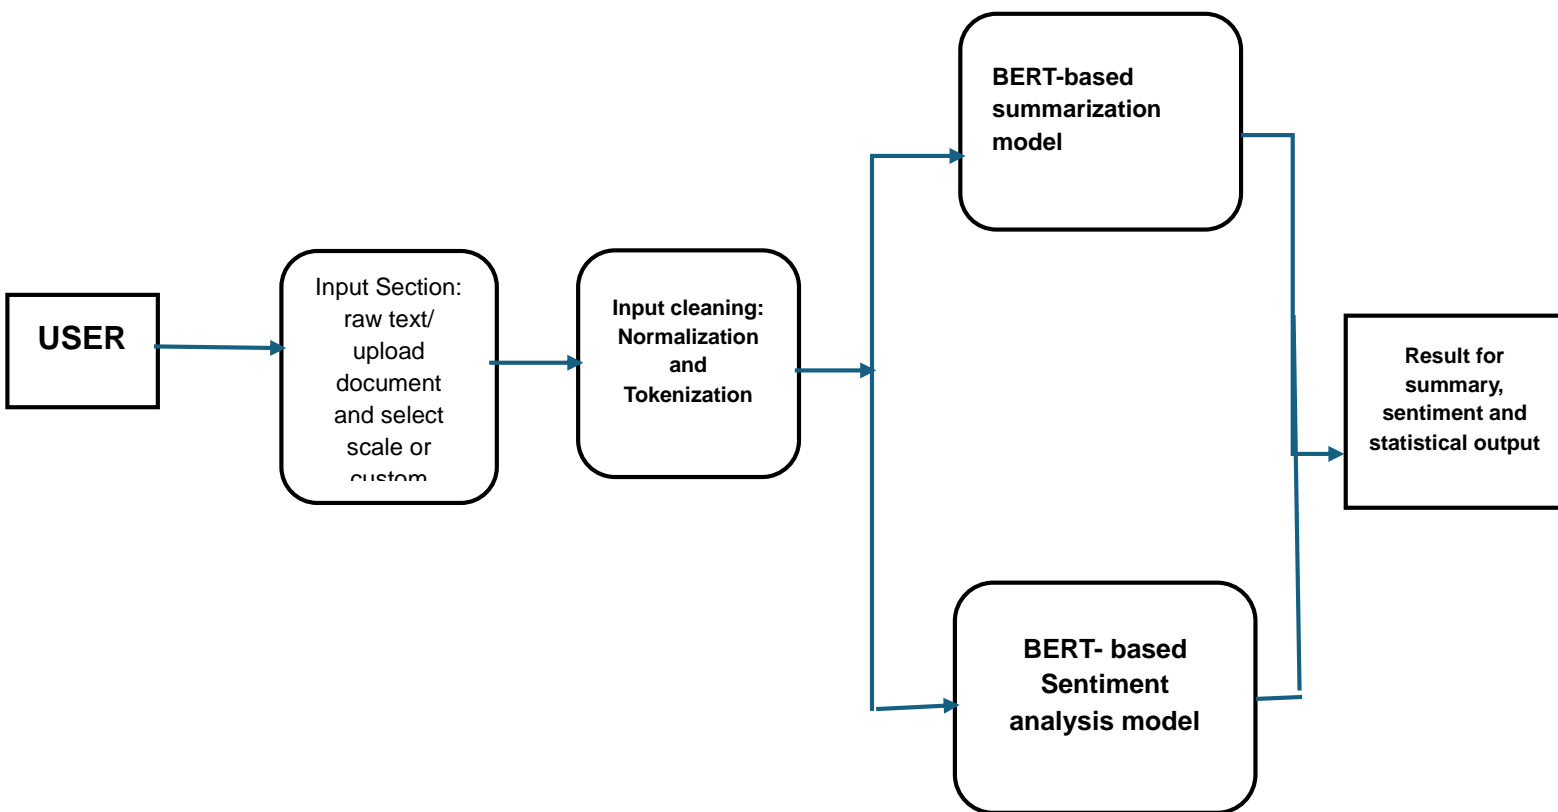 USER
Input Section:
raw text/
upload
document
and select
scale or
custom
Input cleaning:
Normalization
and
Tokenization
BERT-based
summarization
model
BERT- based
Sentiment
analysis model
Result for
summary,
sentiment and
statistical output